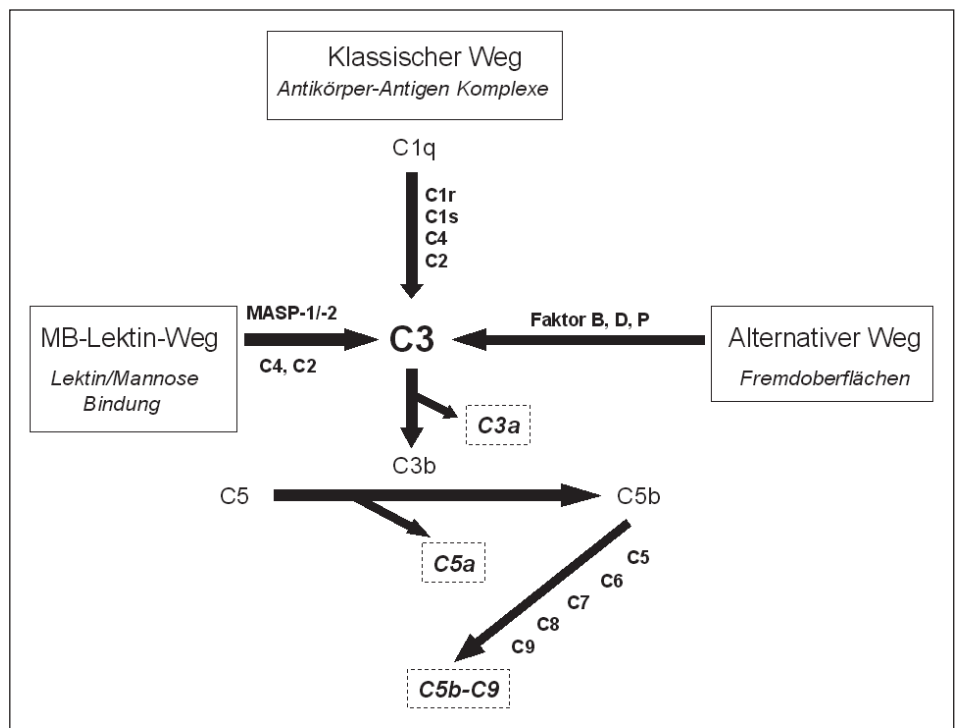 Klassischer Weg
Antikörper-Antigen Komplexe
C1q
C1r
C1s
C4
C2
MB-Lektin-Weg
Lektin/Mannose
Bindung
MASP-1/-2
C4, C2
C3
Faktor B, D, P
Alternativer Weg
Fremdoberflächen
C3a
C3b
C5
C5b
C5a
C5
C6
C7
C8
C9
C5b-C9